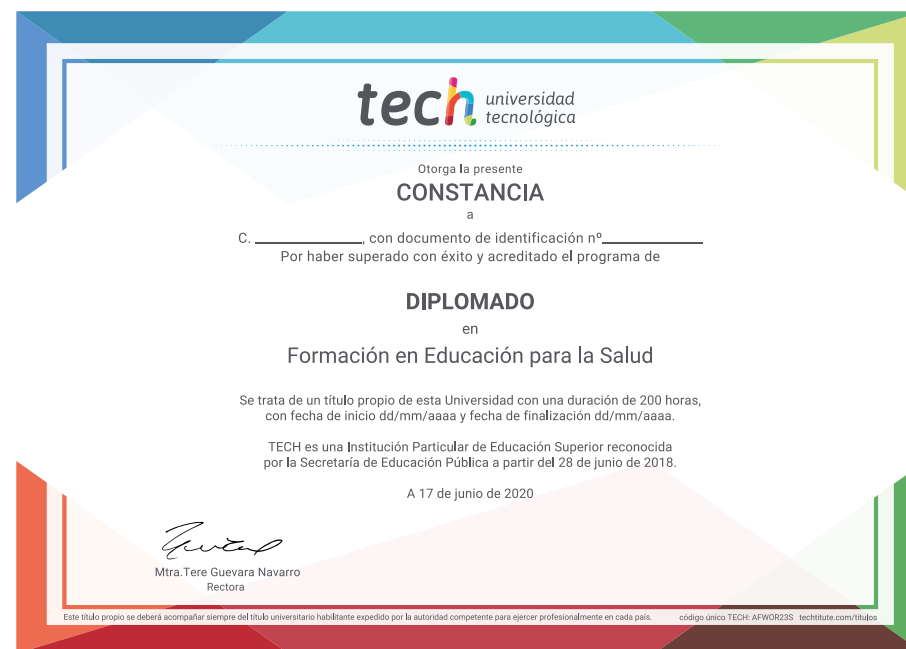 tech universidad
tecnológica
Otorga la presente
CONSTANCIA
a
C. ______________, con documento de identificación nº_____________
Por haber superado con éxito y acreditado el programa de
DIPLOMADO
en
Formación en Educación para la Salud
Se trata de un título propio de esta Universidad con una duración de 200 horas,
con fecha de inicio dd/mm/aaaa y fecha de finalización dd/mm/aaaa.
TECH es una Institución Particular de Educación Superior reconocida
por la Secretaría de Educación Pública a partir del 28 de junio de 2018.
A 17 de junio de 2020
Mtra.Tere Guevara Navarro
Rectora
Este título propio se deberá acompañar siempre del título universitario habilitante expedido por la autoridad competente para ejercer profesionalmente en cada país. código único TECH: AFWOR23S techtitute.com/titulos